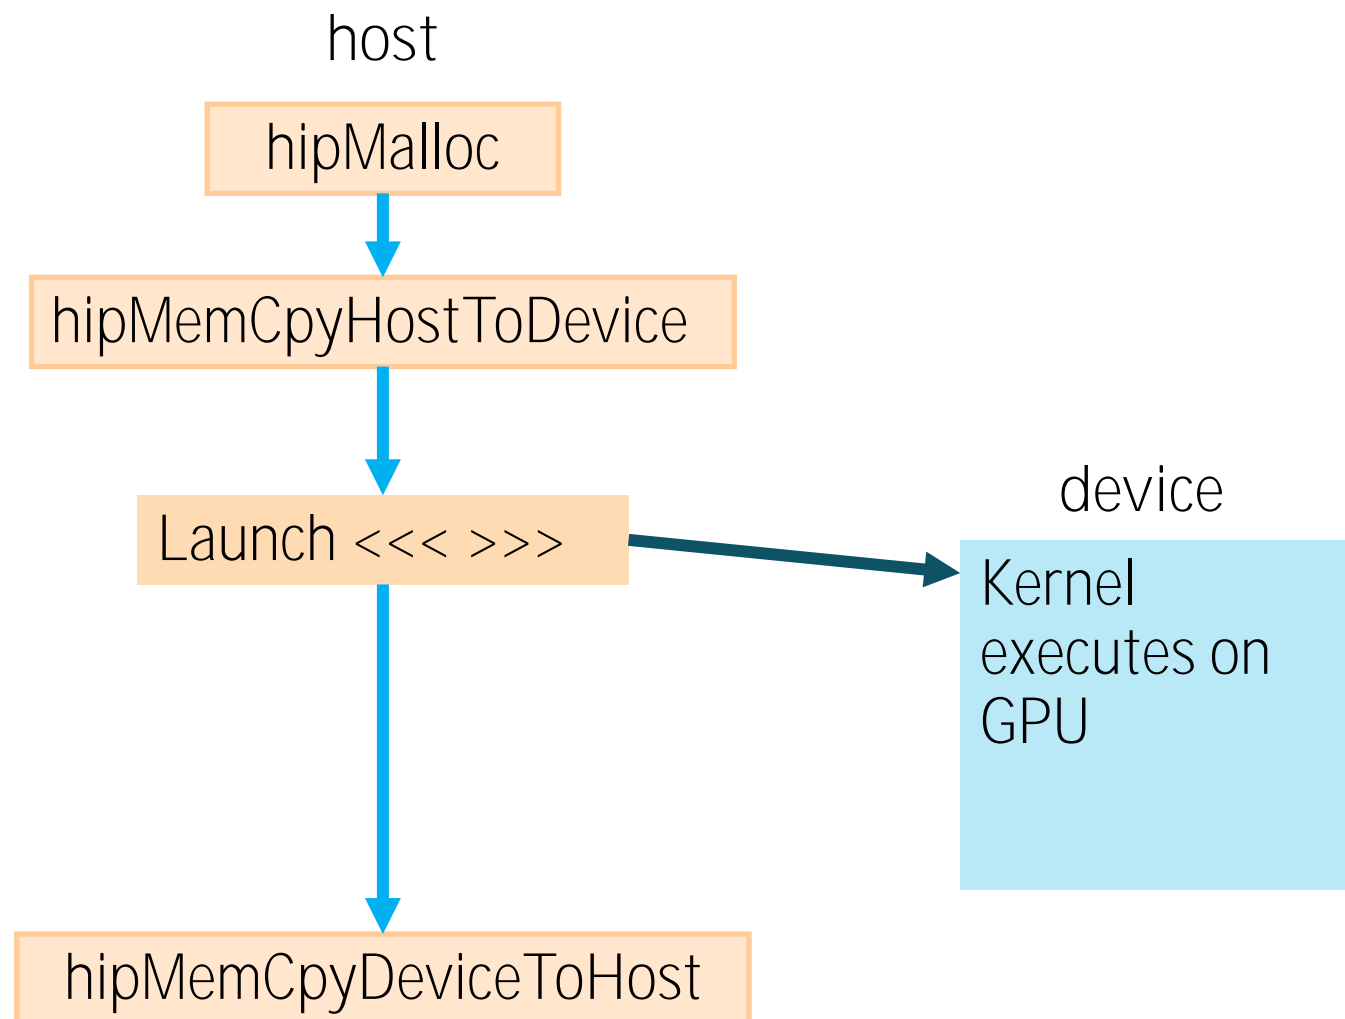 host
hipMalloc
hipMemCpyHostToDevice
Launch <<< >>>
device
Kernel
executes on
GPU
hipMemCpyDeviceToHost